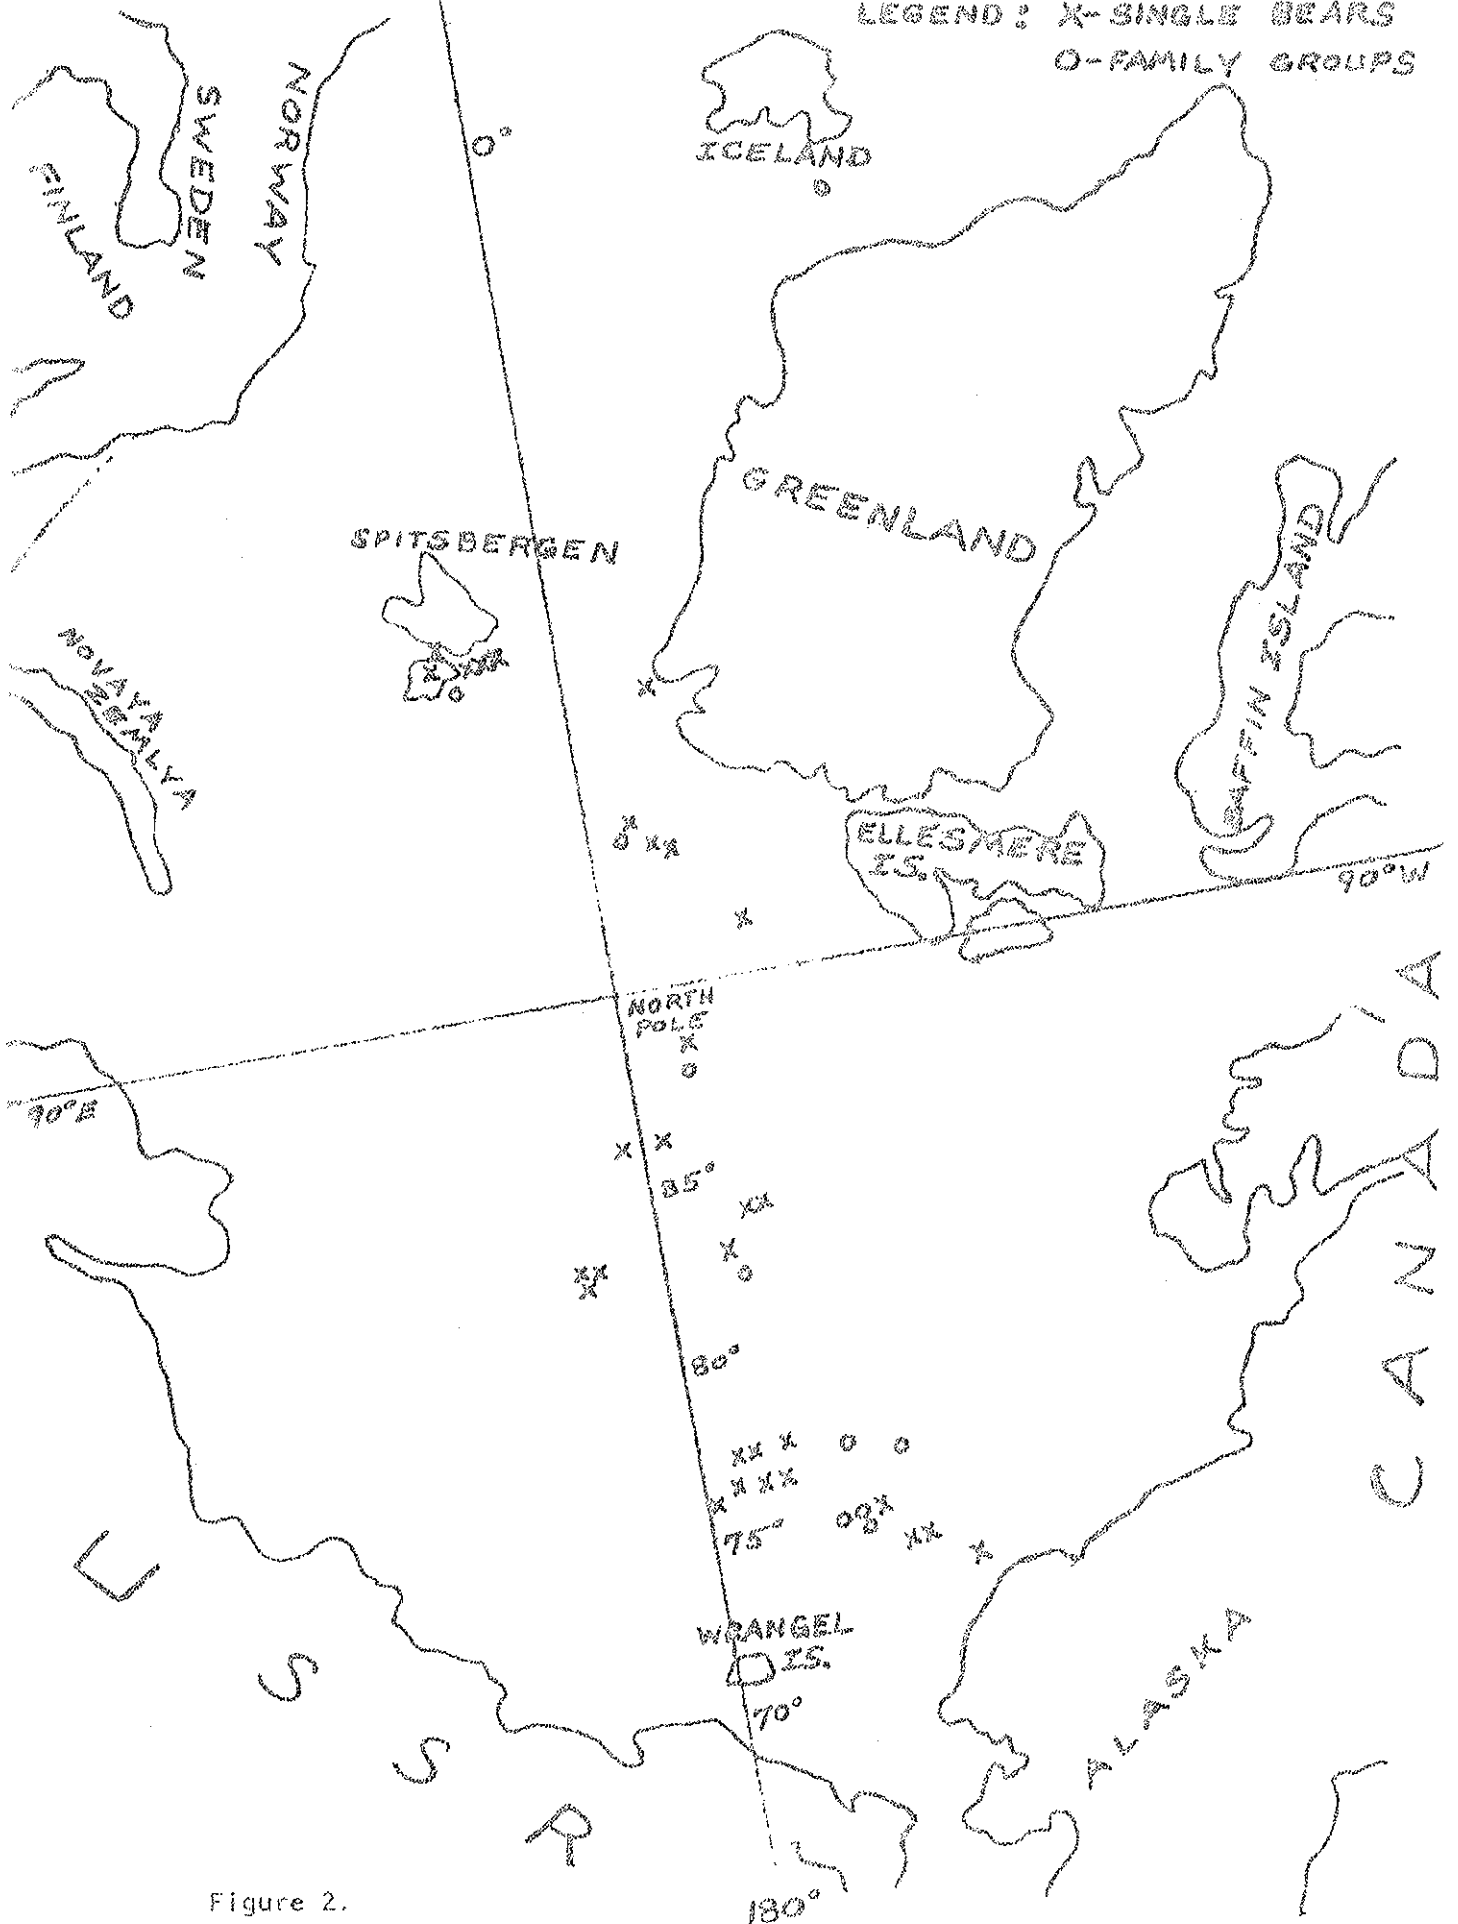 LEGEND: X-SINGLE BEARS
O-FAMILY GROUPS
ICELAND
NORWAY
SWEDEN
FINLAND
0°
GREENLAND
SPITSBERGEN
BAFFIN ISLAND
NOVAYA
ZEMLYA
ELLESMERE
IS.
90°W
NORTH
POLE
90°E
CANADA
85°
80°
75°
WRANGEL
IS.
70°
ALASKA
USSR
180°
Figure 2.